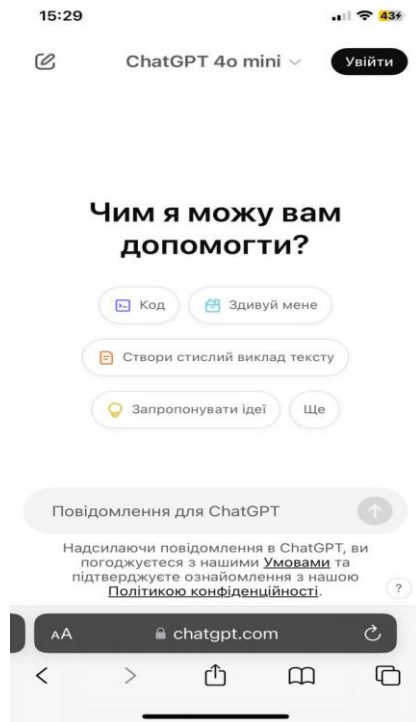 15:29
43
ChatGPT 4o mini
Увійти
Чим я можу вам
допомогти?
Код
Здивуй мене
Створи стислий виклад тексту
Запропонувати ідеї
Ще
Повідомлення для ChatGPT
Надсилаючи повідомлення в ChatGPT, ви
погоджуєтеся з нашими Умовами та
підтверджуєте ознайомлення з нашою
Політикою конфіденційності.
?
AA
chatgpt.com